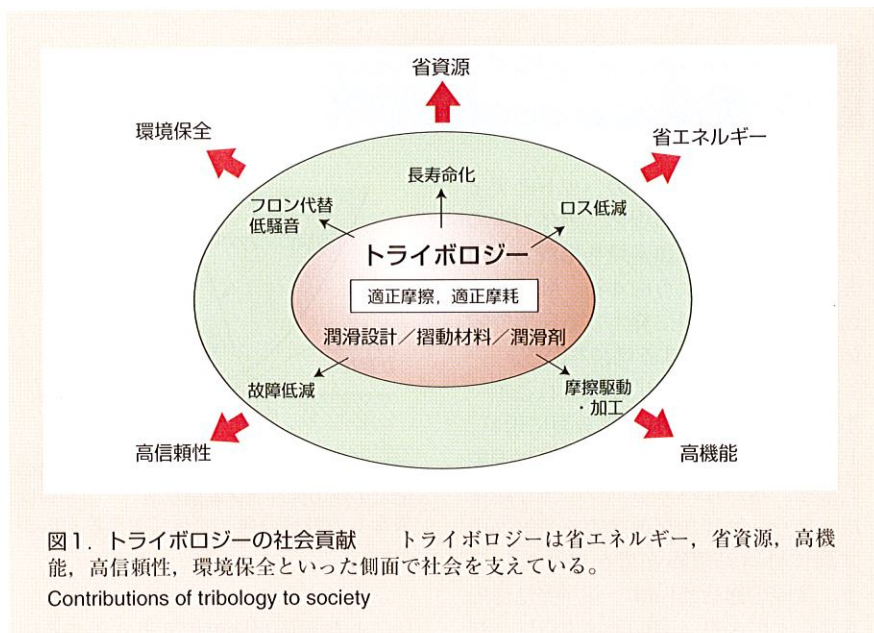 省資源
環境保全
省エネルギー
長寿命化
フロン代替
低騒音
ロス低減
トライボロジー
適正摩擦，適正摩耗
潤滑設計／摺動材料／潤滑剤
故障低減
摩擦駆動
・加工
高信頼性
高機能
図1．トライボロジーの社会貢献　　トライボロジーは省エネルギー，省資源，高機
能，高信頼性，環境保全といった側面で社会を支えている。
Contributions of tribology to society